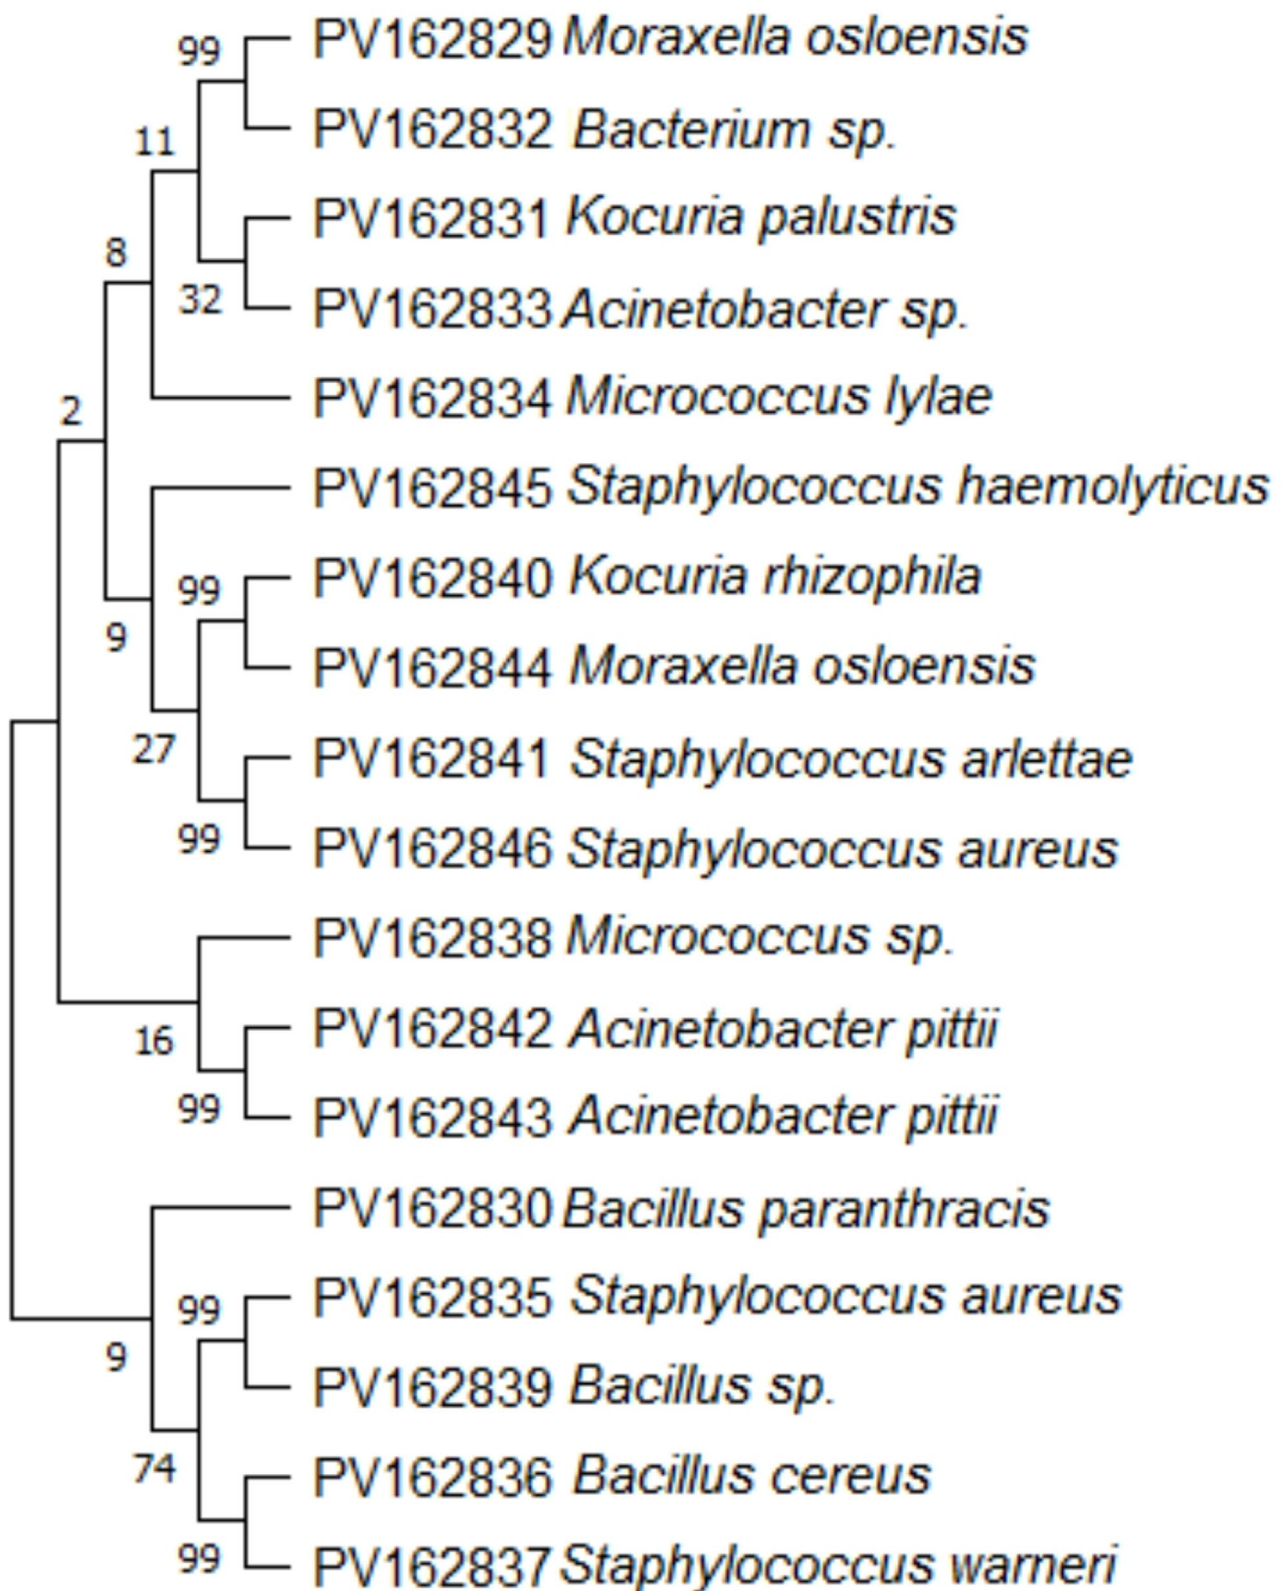 99
PV162829 Moraxella osloensis
PV162832 Bacterium sp.
11
PV162831 Kocuria palustris
8
32
PV162833 Acinetobacter sp.
PV162834 Micrococcus lylae
2
PV162845 Staphylococcus haemolyticus
99
PV162840 Kocuria rhizophila
9
PV162844 Moraxella osloensis
27
PV162841 Staphylococcus arlettae
99
PV162846 Staphylococcus aureus
PV162838 Micrococcus sp.
16
PV162842 Acinetobacter pittii
99
PV162843 Acinetobacter pittii
PV162830 Bacillus paranthracis
99
PV162835 Staphylococcus aureus
9
PV162839 Bacillus sp.
74
PV162836 Bacillus cereus
99
PV162837 Staphylococcus warneri